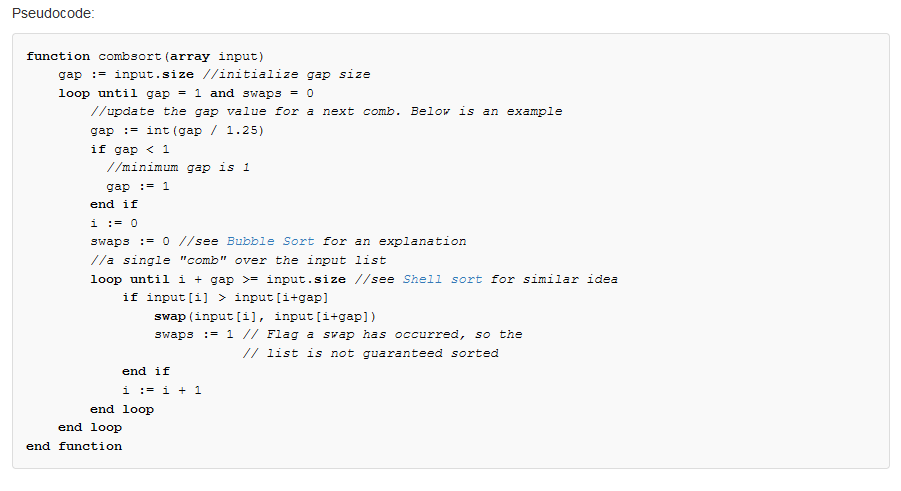 Pseudocode:
function combsort(array input)
    gap := input.size //initialize gap size
    loop until gap = 1 and swaps = 0
        //update the gap value for a next comb. Below is an example
        gap := int(gap / 1.25)
        if gap < 1
          //minimum gap is 1
          gap := 1
        end if
        i := 0
        swaps := 0 //see Bubble Sort for an explanation
        //a single "comb" over the input list
        loop until i + gap >= input.size //see Shell sort for similar idea
            if input[i] > input[i+gap]
                swap(input[i], input[i+gap])
                swaps := 1 // Flag a swap has occurred, so the
                           // list is not guaranteed sorted
            end if
            i := i + 1
        end loop
    end loop
end function